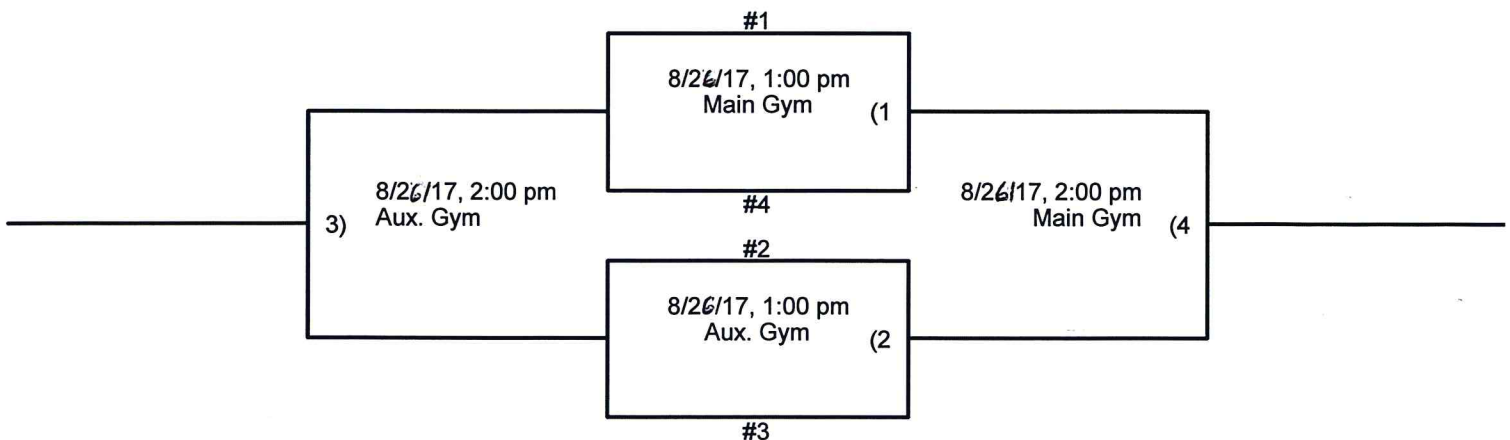 #1
8/26/17, 1:00 pm
Main Gym
(1
#4
8/26/17, 2:00 pm
Aux. Gym
3)
8/26/17, 2:00 pm
Main Gym
(4
#2
8/26/17, 1:00 pm
Aux. Gym
(2
#3